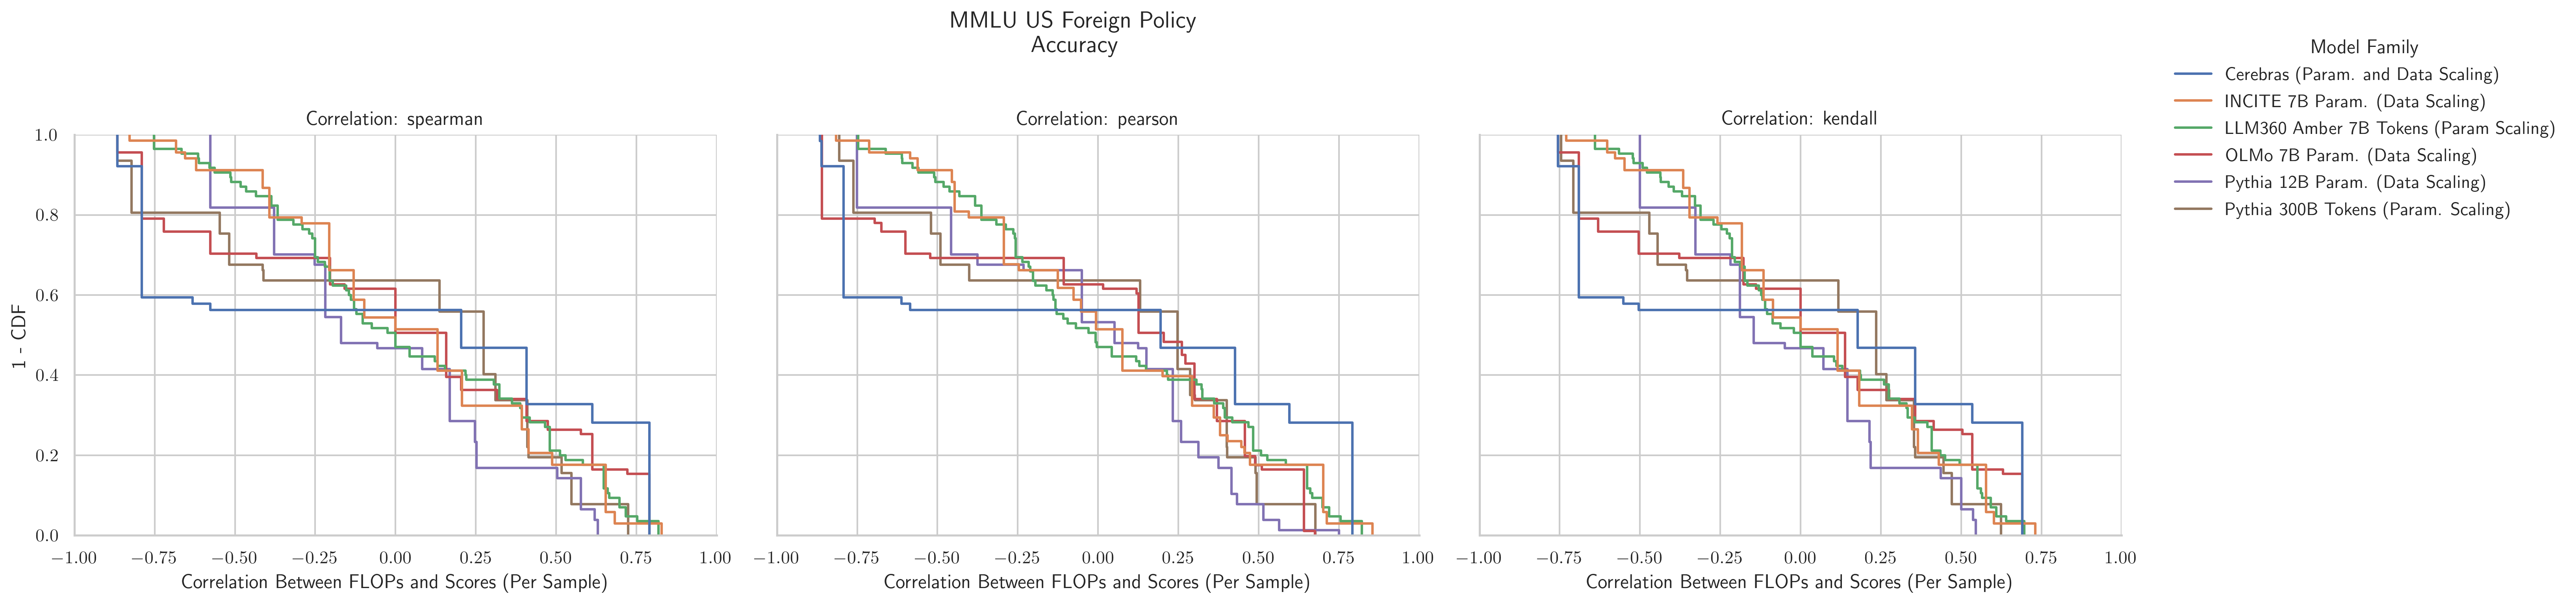 MMLU US Foreign Policy
Accuracy
Model Family
Cerebras (Param. and Data Scaling)
INCITE 7B Param. (Data Scaling)
LLM360 Amber 7B Tokens (Param Scaling)
OLMo 7B Param. (Data Scaling)
Pythia 12B Param. (Data Scaling)
Pythia 300B Tokens (Param. Scaling)
Correlation: spearman
1 - CDF
1.0
0.8
0.6
0.4
0.2
0.0
−1.00 −0.75 −0.50 −0.25 0.00 0.25 0.50 0.75 1.00
Correlation Between FLOPs and Scores (Per Sample)
Correlation: pearson
−1.00 −0.75 −0.50 −0.25 0.00 0.25 0.50 0.75 1.00
Correlation Between FLOPs and Scores (Per Sample)
Correlation: kendall
−1.00 −0.75 −0.50 −0.25 0.00 0.25 0.50 0.75 1.00
Correlation Between FLOPs and Scores (Per Sample)